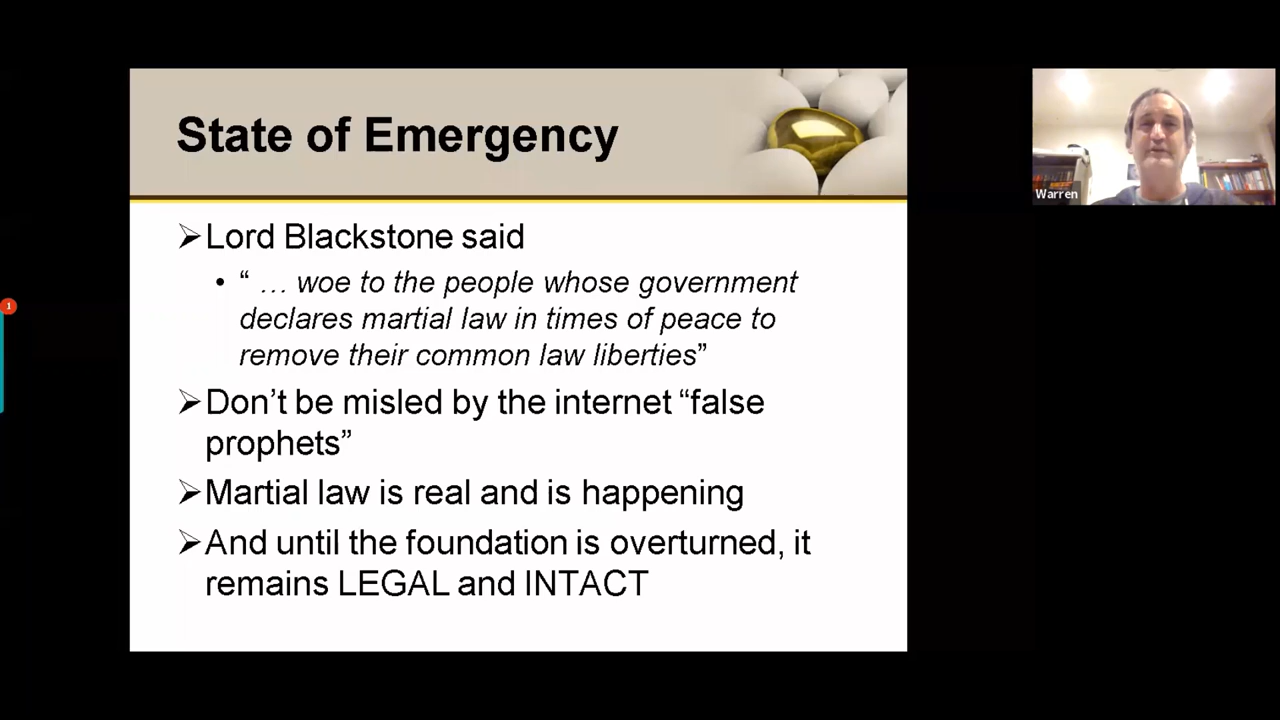 State of Emergency
➢Lord Blackstone said
• “ … woe to the people whose government
declares martial law in times of peace to
remove their common law liberties”
➢Don’t be misled by the internet “false
prophets”
➢Martial law is real and is happening
➢And until the foundation is overturned, it
remains LEGAL and INTACT
Warren
1